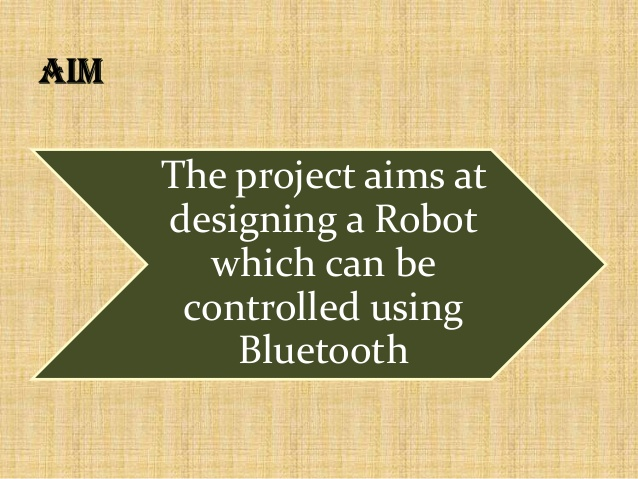 AIM
The project aims at
designing a Robot
which can be
controlled using
Bluetooth